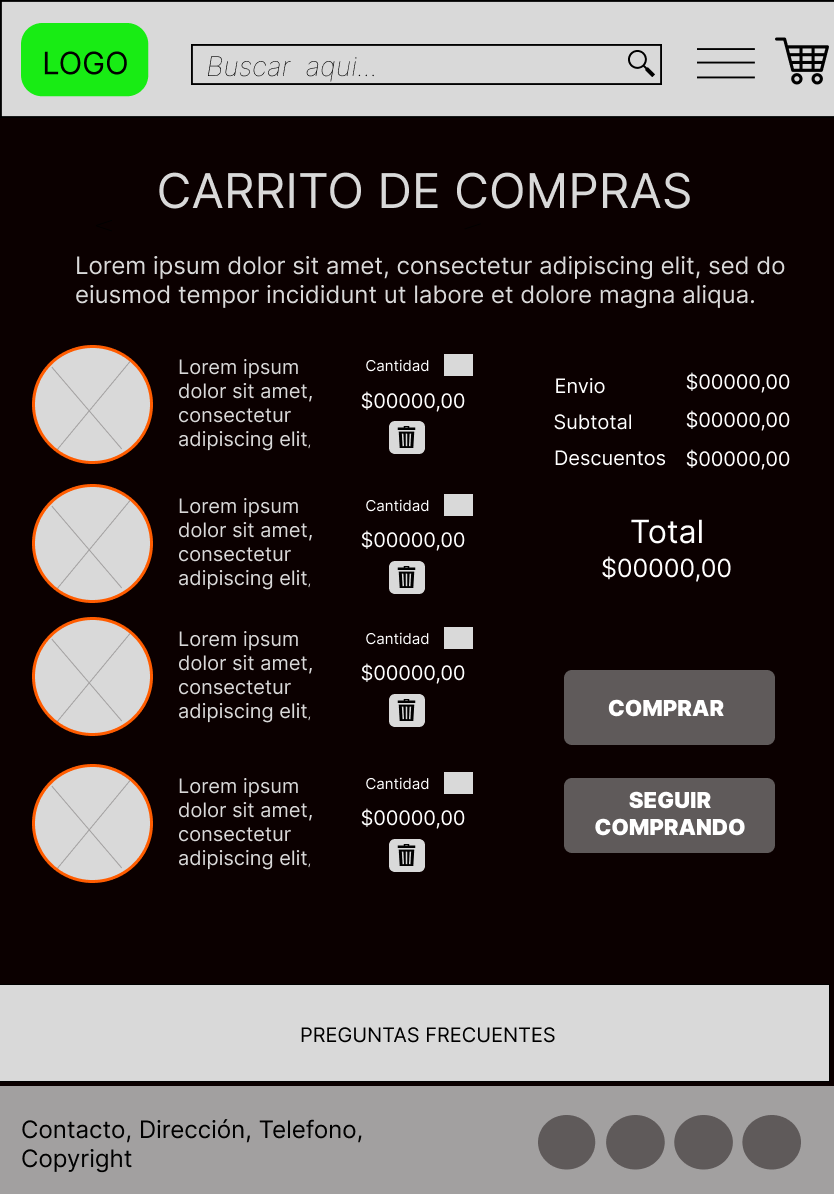 LOGO
Buscar aqui...
CARRITO DE COMPRAS
Lorem ipsum dolor sit amet, consectetur adipiscing elit, sed do
eiusmod tempor incididunt ut labore et dolore magna aliqua.
Lorem ipsum
dolor sit amet,
consectetur
adipiscing elit,
Cantidad
$00000,00
Lorem ipsum
dolor sit amet,
consectetur
adipiscing elit,
Cantidad
$00000,00
Lorem ipsum
dolor sit amet,
consectetur
adipiscing elit,
Cantidad
$00000,00
Lorem ipsum
dolor sit amet,
consectetur
adipiscing elit,
Cantidad
$00000,00
Envio $00000,00
Subtotal $00000,00
Descuentos $00000,00
Total
$00000,00
COMPRAR
SEGUIR
COMPRANDO
PREGUNTAS FRECUENTES
Contacto, Dirección, Telefono,
Copyright